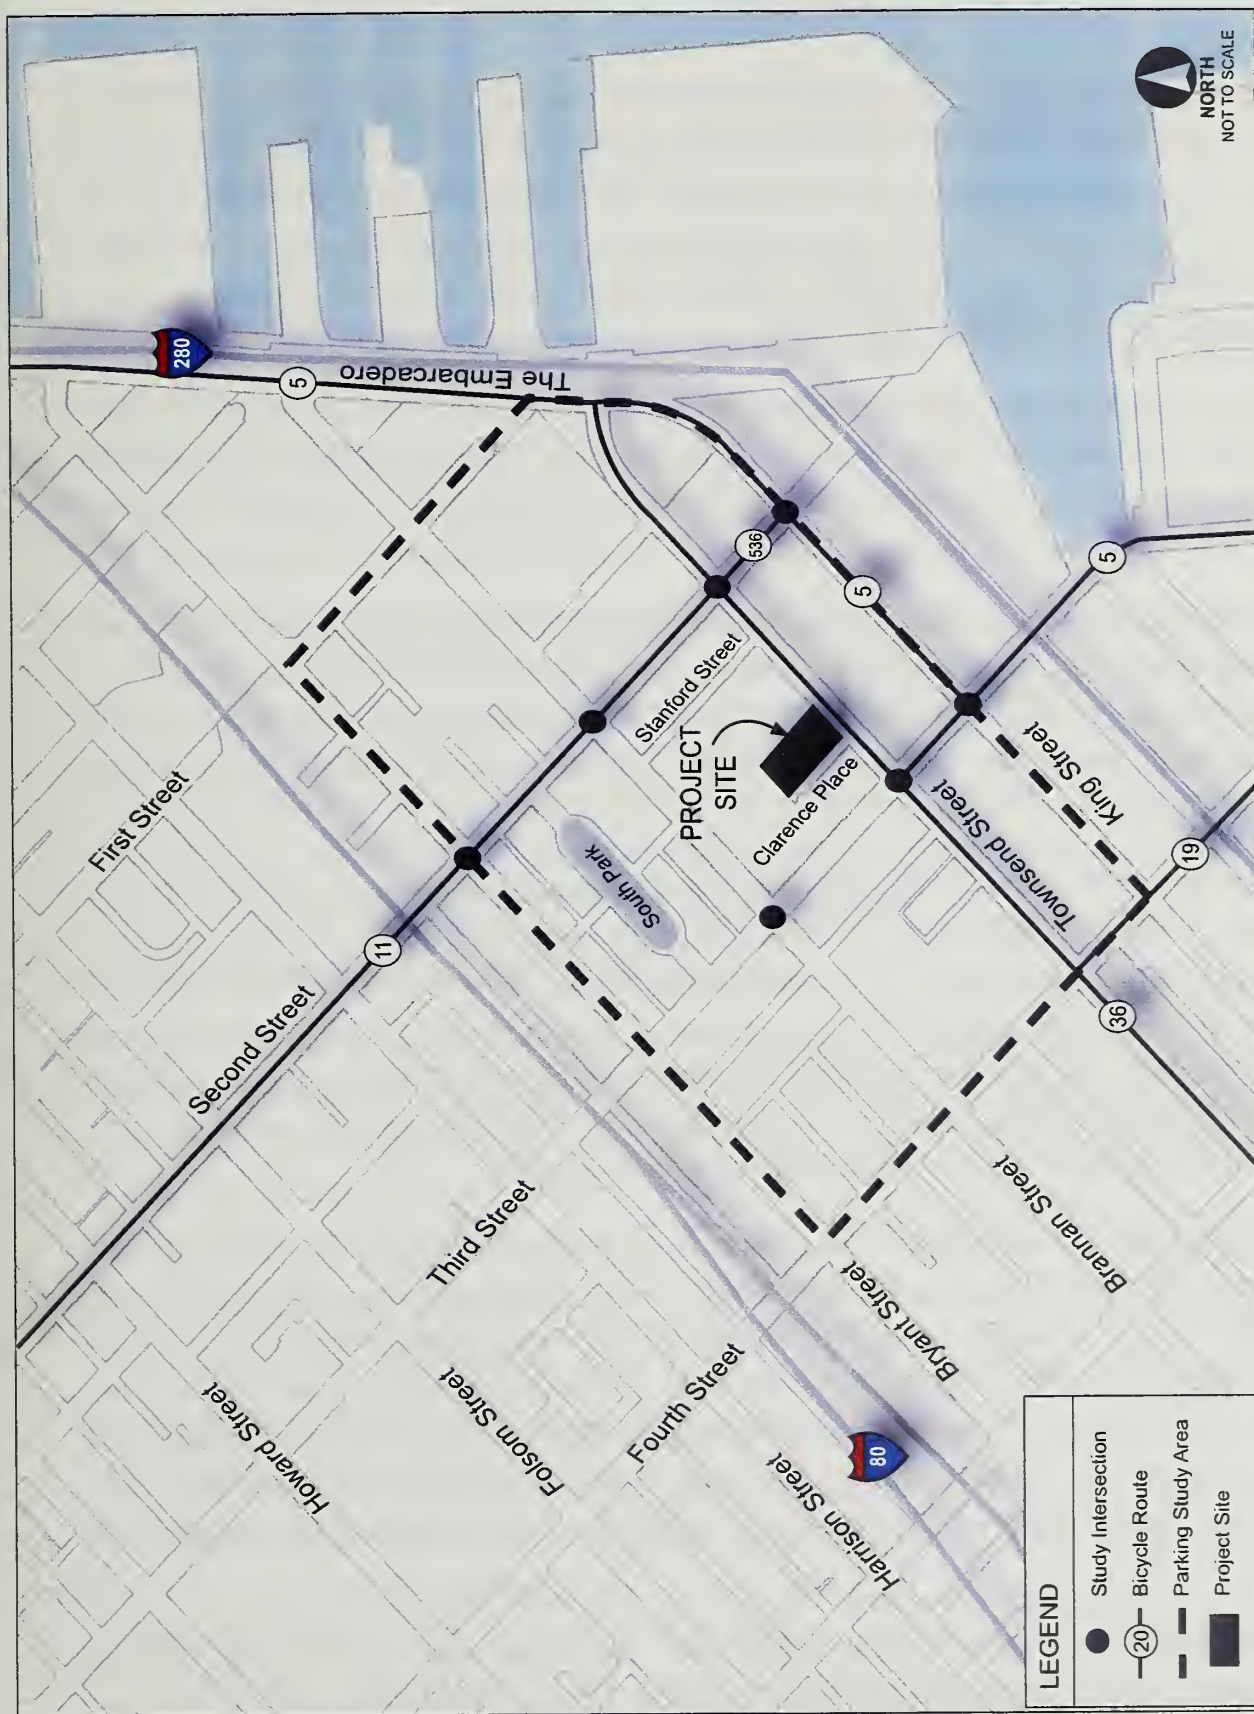 NORTH
NOT TO SCALE
280
5
The Embarcadero
536
5
5
First Street
Stanford Street
PROJECT
SITE
Clarence Place
King Street
South Park
Townsend Street
19
11
Second Street
36
Third Street
Brannan Street
Bryant Street
Howard Street
Folsom Street
Fourth Street
Harrison Street
80
LEGEND
Study Intersection
20 Bicycle Route
Parking Study Area
Project Site